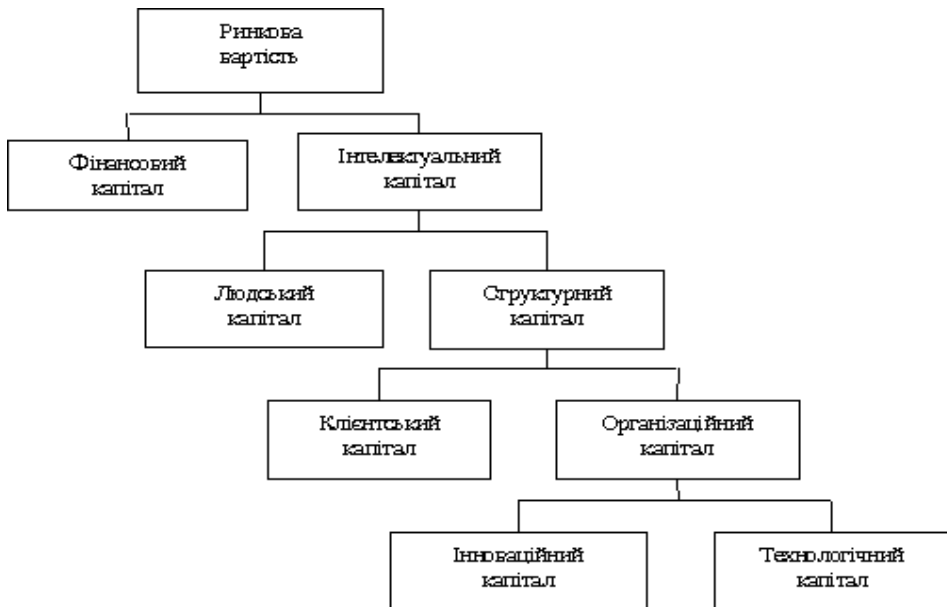 Ринкова
вартість
Фінансовий
капітал
Інтелектуальний
капітал
Людський
капітал
Структурний
капітал
Клієнтський
капітал
Організаційний
капітал
Інноваційний
капітал
Технологічний
капітал